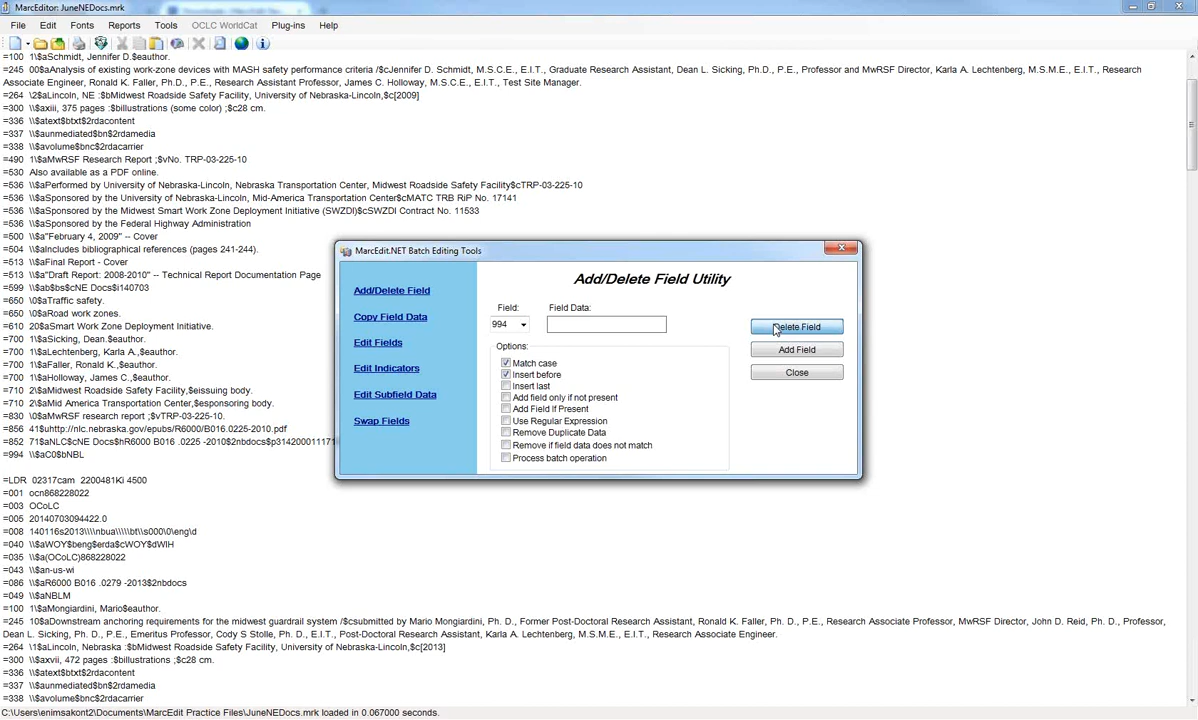 MarcEditor: JuneNEDocs.mrk
File Edit Fonts Reports Tools OCLC WorldCat Plug-ins Help
=100  1\$aSchmidt, Jennifer D.$eauthor.
=245  00$aAnalysis of existing work-zone devices with MASH safety performance criteria /$cJennifer D. Schmidt, M.S.C.E., E.I.T., Graduate Research Assistant, Dean L. Sicking, Ph.D., P.E., Professor and MwRSF Director, Karla A. Lechtenberg, M.S.M.E., E.I.T., Research
Associate Engineer, Ronald K. Faller, Ph.D., P.E., Research Assistant Professor, James C. Holloway, M.S.C.E., E.I.T., Test Site Manager.
=264  \2$aLincoln, NE :$bMidwest Roadside Safety Facility, University of Nebraska-Lincoln,$c[2009]
=300  \\$axiii, 375 pages :$billustrations (some color) ;$c28 cm.
=336  \\$atext$btxt$2rdacontent
=337  \\$aunmediated$bn$2rdamedia
=338  \\$avolume$bnc$2rdacarrier
=490  1\$aMwRSF Research Report ;$vNo. TRP-03-225-10
=530  Also available as a PDF online.
=536  \\$aPerformed by University of Nebraska-Lincoln, Nebraska Transportation Center, Midwest Roadside Safety Facility$cTRP-03-225-10
=536  \\$aSponsored by the University of Nebraska-Lincoln, Mid-America Transportation Center$cMATC TRB RiP No. 17141
=536  \\$aSponsored by the Midwest Smart Work Zone Deployment Initiative (SWZDI)$cSWZDI Contract No. 11533
=536  \\$aSponsored by the Federal Highway Administration
=500  \\$a"February 4, 2009" -- Cover
=504  \\$aIncludes bibliographical references (pages 241-244).
=513  \\$aFinal Report - Cover
=513  \\$a"Draft Report: 2008-2010" -- Technical Report Documentation Page
=599  \\$ab$bs$cNE Docs$i140703
=650  \0$aTraffic safety.
=650  \0$aRoad work zones.
=610  20$aSmart Work Zone Deployment Initiative.
=700  1\$aSicking, Dean.$eauthor.
=700  1\$aLechtenberg, Karla A.,$eauthor.
=700  1\$aFaller, Ronald K.,$eauthor.
=700  1\$aHolloway, James C.,$eauthor.
=710  2\$aMidwest Roadside Safety Facility,$eissuing body.
=710  2\$aMid America Transportation Center,$esponsoring body.
=830  \0$aMwRSF research report ;$vTRP-03-225-10.
=856  41$uhttp://nlc.nebraska.gov/epubs/R6000/B016.0225-2010.pdf
=852  71$aNLC$cNE Docs$hR6000 B016 .0225 -2010$2nbdocs$p314200011171
=994  \\$aC0$bNBL
MarcEdit.NET Batch Editing Tools
Add/Delete Field
Copy Field Data
Edit Fields
Edit Indicators
Edit Subfield Data
Swap Fields
Add/Delete Field Utility
Field: Field Data:
994
Options:
Match case
Insert before
Insert last
Add field only if not present
Add Field If Present
Use Regular Expression
Remove Duplicate Data
Remove if field data does not match
Process batch operation
Delete Field
Add Field
Close
=LDR  02317cam  2200481Ki 4500
=001  ocn868228022
=003  OCoLC
=005  20140703094422.0
=008  140116s2013\\\\nbua\\\\\bt\\s000\0\eng\d
=040  \\$aWOY$beng$erda$cWOY$dWIH
=035  \\$a(OCoLC)868228022
=043  \\$an-us-wi
=086  \\$aR6000 B016 .0279 -2013$2nbdocs
=049  \\$aNBLM
=100  1\$aMongiardini, Mario$eauthor.
=245  10$aDownstream anchoring requirements for the midwest guardrail system /$csubmitted by Mario Mongiardini, Ph. D., Former Post-Doctoral Research Assistant, Ronald K. Faller, Ph. D., P.E., Research Associate Professor, MwRSF Director, John D. Reid, Ph. D., Professor,
Dean L. Sicking, Ph. D., P.E., Emeritus Professor, Cody S Stolle, Ph. D., E.I.T., Post-Doctoral Research Assistant, Karla A. Lechtenberg, M.S.M.E., E.I.T., Research Associate Engineer.
=264  \1$aLincoln, Nebraska :$bMidwest Roadside Safety Facility, University of Nebraska-Lincoln,$c[2013]
=300  \\$axvii, 472 pages :$billustrations ;$c28 cm.
=336  \\$atext$btxt$2rdacontent
=337  \\$aunmediated$bn$2rdamedia
=338  \\$avolume$bnc$2rdacarrier
C:\Users\enimsakont2\Documents\MarcEdit Practice Files\JuneNEDocs.mrk loaded in 0.067000 seconds.